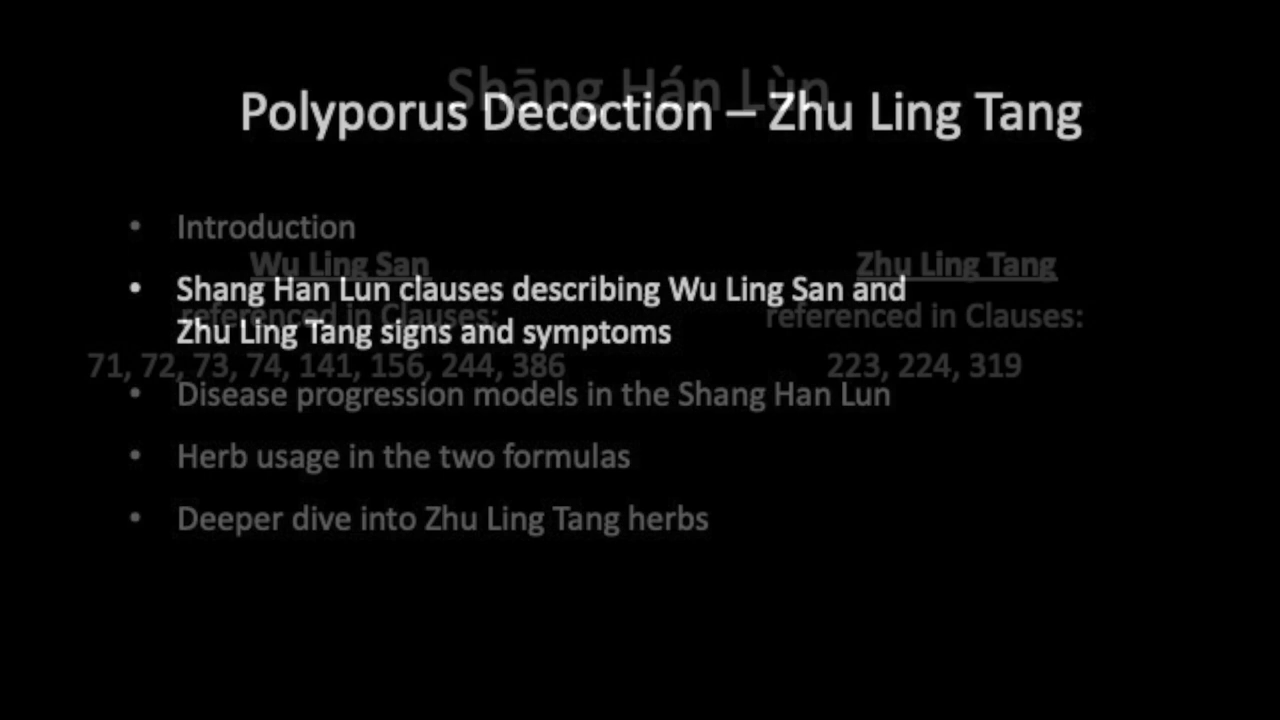 Shāng Hán Lùn
Polyporus Decoction – Zhu Ling Tang
• Introduction
Wu Ling San
Zhu Ling Tang
• Shang Han Lun clauses describing Wu Ling San and
referenced in Clauses:
referenced in Clauses:
Zhu Ling Tang signs and symptoms
71, 72, 73, 74, 141, 156, 244, 386
223, 224, 319
• Disease progression models in the Shang Han Lun
• Herb usage in the two formulas
• Deeper dive into Zhu Ling Tang herbs